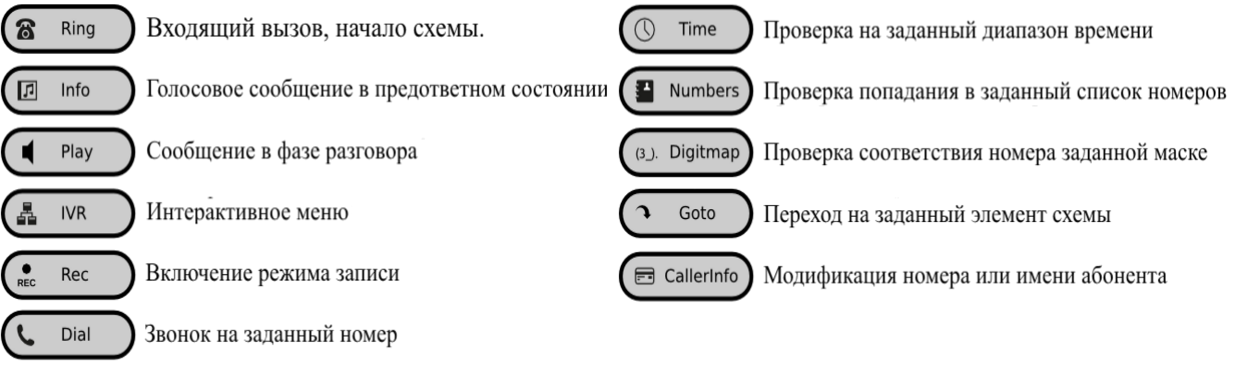 Ring Входящий вызов, начало схемы.
Info Голосовое сообщение в предответном состоянии
Play Сообщение в фазе разговора
IVR Интерактивное меню
REC Rec Включение режима записи
Dial Звонок на заданный номер
Time Проверка на заданный диапазон времени
Numbers Проверка попадания в заданный список номеров
(3_). Digitmap Проверка соответствия номера заданной маске
Goto Переход на заданный элемент схемы
CallerInfo Модификация номера или имени абонента